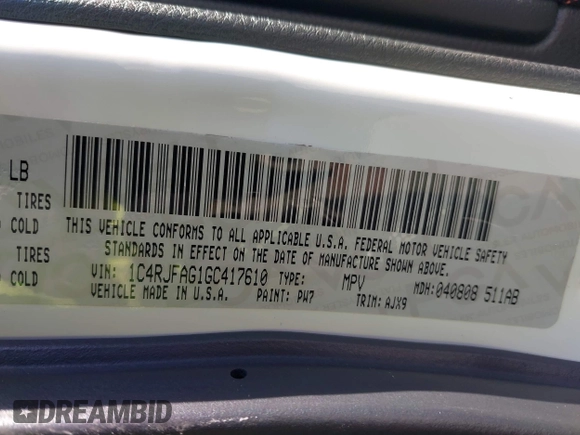 LB
TIRES
COLD
TIRES
COLD
THIS VEHICLE CONFORMS TO ALL APPLICABLE U.S.A. FEDERAL MOTOR VEHICLE SAFETY
STANDARDS IN EFFECT ON THE DATE OF MANUFACTURE SHOWN ABOVE.
VIN: 1C4RJFAG1GC417610 TYPE: MPV MDH:040808 511AB
VEHICLE MADE IN U.S.A. PAINT: PW7 TRIM:AJX9
DREAMBID